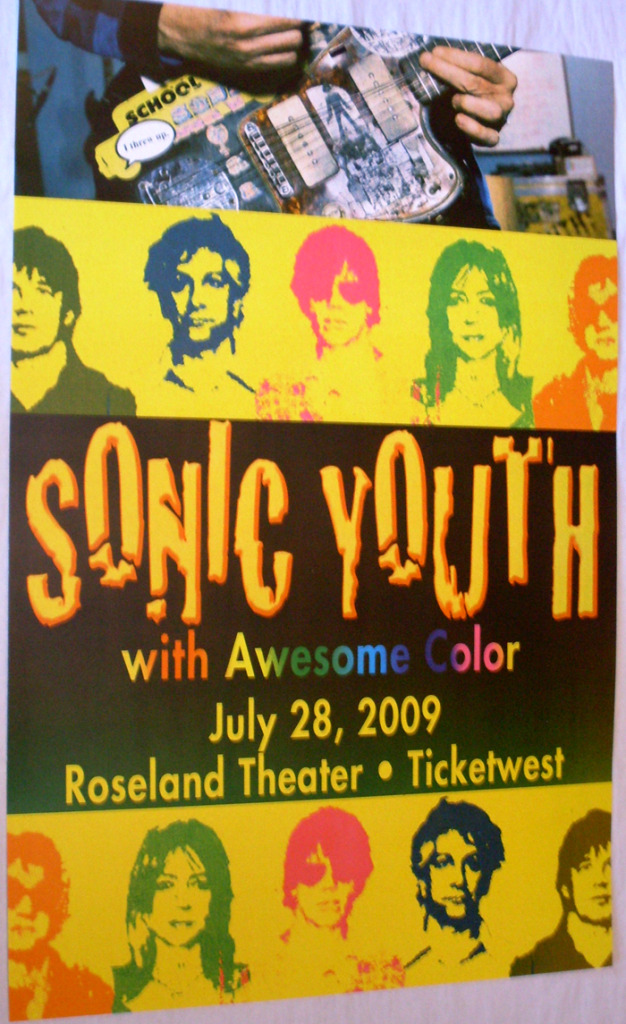 SCHOOL
I threw up.
SONIC YOUTH
with Awesome Color
July 28, 2009
Roseland Theater • Ticketwest